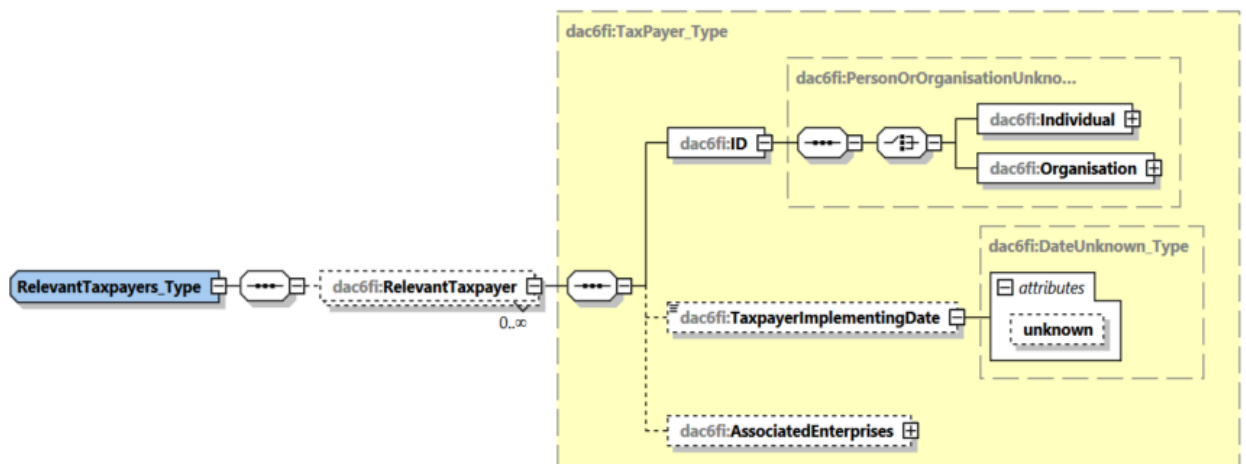 dac6fi:TaxPayer_Type
dac6fi:PersonOrOrganisationUnkno...
dac6fi:Individual
dac6fi:ID
dac6fi:Organisation
dac6fi:DateUnknown_Type
attributes
RelevantTaxpayers_Type
dac6fi:RelevantTaxpayer
0..∞
dac6fi:TaxpayerImplementingDate
unknown
dac6fi:AssociatedEnterprises